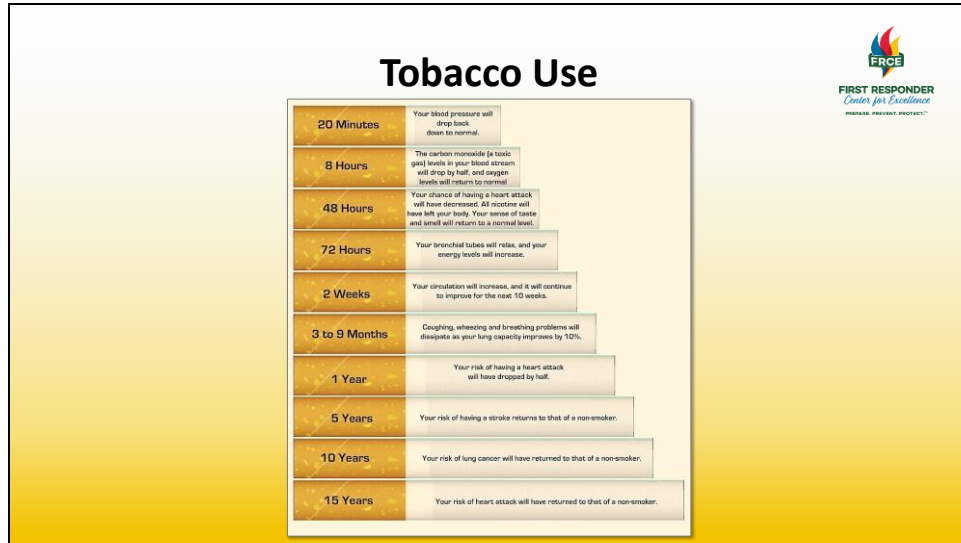 Tobacco Use
FRCE
FIRST RESPONDER
Center for Excellence
PREPARE. PREVENT. PROTECT.™
20 Minutes
Your blood pressure will
drop back
down to normal.
8 Hours
The carbon monoxide (a toxic
gas) levels in your blood stream
will drop by half, and oxygen
levels will return to normal
48 Hours
Your chance of having a heart attack
will have decreased. All nicotine will
have left your body. Your sense of taste
and smell will return to a normal level.
72 Hours
Your bronchial tubes will relax, and your
energy levels will increase.
2 Weeks
Your circulation will increase, and it will continue
to improve for the next 10 weeks.
3 to 9 Months
Coughing, wheezing and breathing problems will
dissipate as your lung capacity improves by 10%.
1 Year
Your risk of having a heart attack
will have dropped by half.
5 Years
Your risk of having a stroke returns to that of a non-smoker.
10 Years
Your risk of lung cancer will have returned to that of a non-smoker.
15 Years
Your risk of heart attack will have returned to that of a non-smoker.